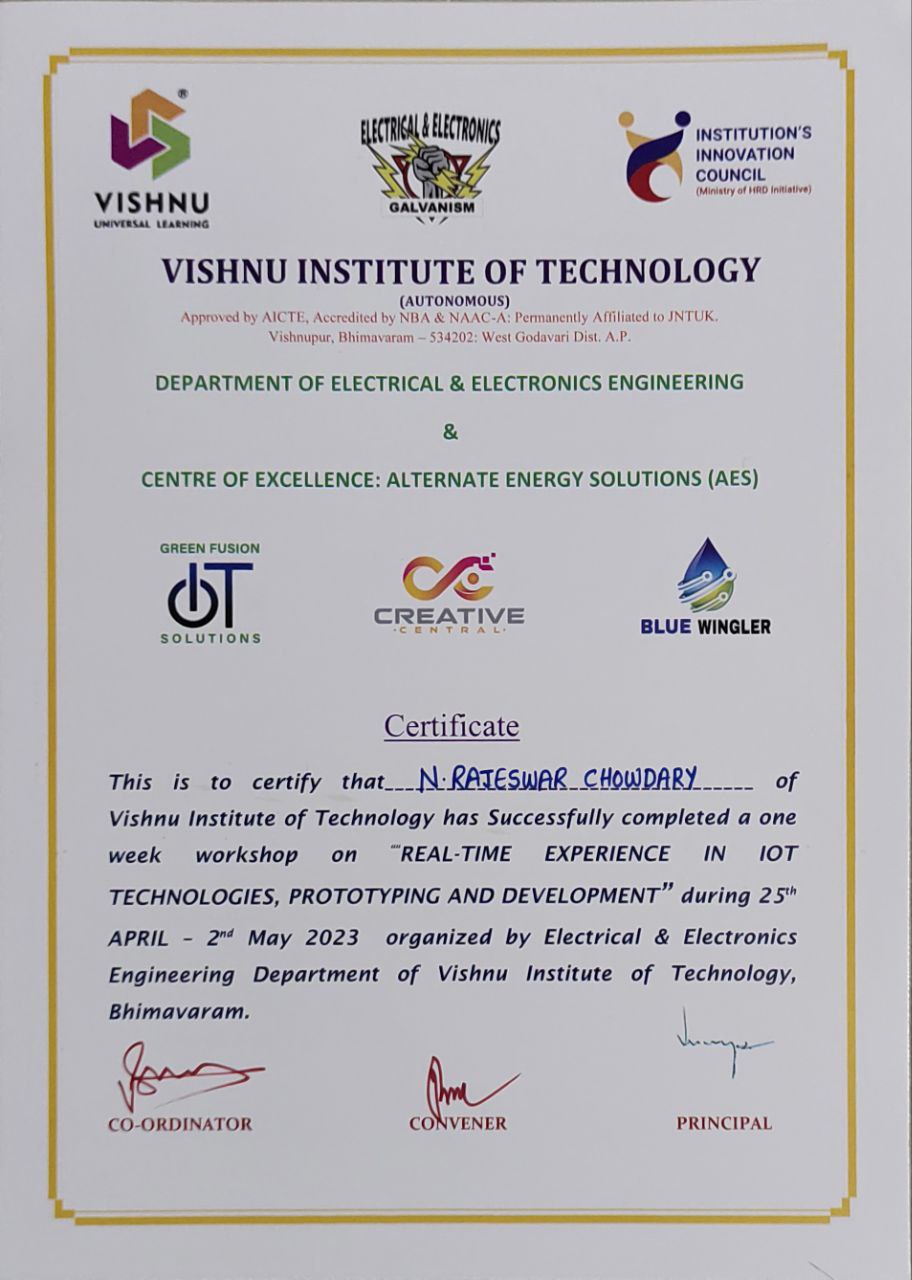 ®
VISHNU
UNIVERSAL LEARNING
ELECTRICAL & ELECTRONICS
GALVANISM
INSTITUTION'S
INNOVATION
COUNCIL
(Ministry of HRD Initiative)
VISHNU INSTITUTE OF TECHNOLOGY
(AUTONOMOUS)
Approved by AICTE, Accredited by NBA & NAAC-A: Permanently Affiliated to JNTUK.
Vishnupur, Bhimavaram – 534202: West Godavari Dist. A.P.
DEPARTMENT OF ELECTRICAL & ELECTRONICS ENGINEERING
&
CENTRE OF EXCELLENCE: ALTERNATE ENERGY SOLUTIONS (AES)
GREEN FUSION
IOT
SOLUTIONS
CREATIVE
·CENTRAL·
BLUE WINGLER
Certificate
This is to certify that N. RAJESWAR CHOWDARY of
Vishnu Institute of Technology has Successfully completed a one
week workshop on ““REAL-TIME EXPERIENCE IN IOT
TECHNOLOGIES, PROTOTYPING AND DEVELOPMENT” during 25th
APRIL – 2nd May 2023 organized by Electrical & Electronics
Engineering Department of Vishnu Institute of Technology,
Bhimavaram.
CO-ORDINATOR
CONVENER
PRINCIPAL